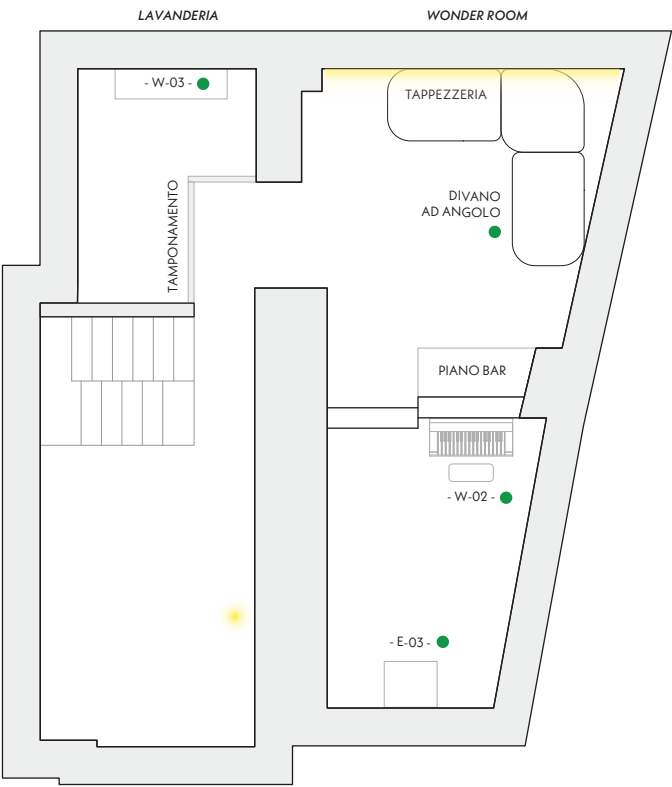 LAVANDERIA
WONDER ROOM
- W-03 -
TAPPEZZERIA
TAMPONAMENTO
DIVANO
AD ANGOLO
PIANO BAR
- W-02 -
- E-03 -